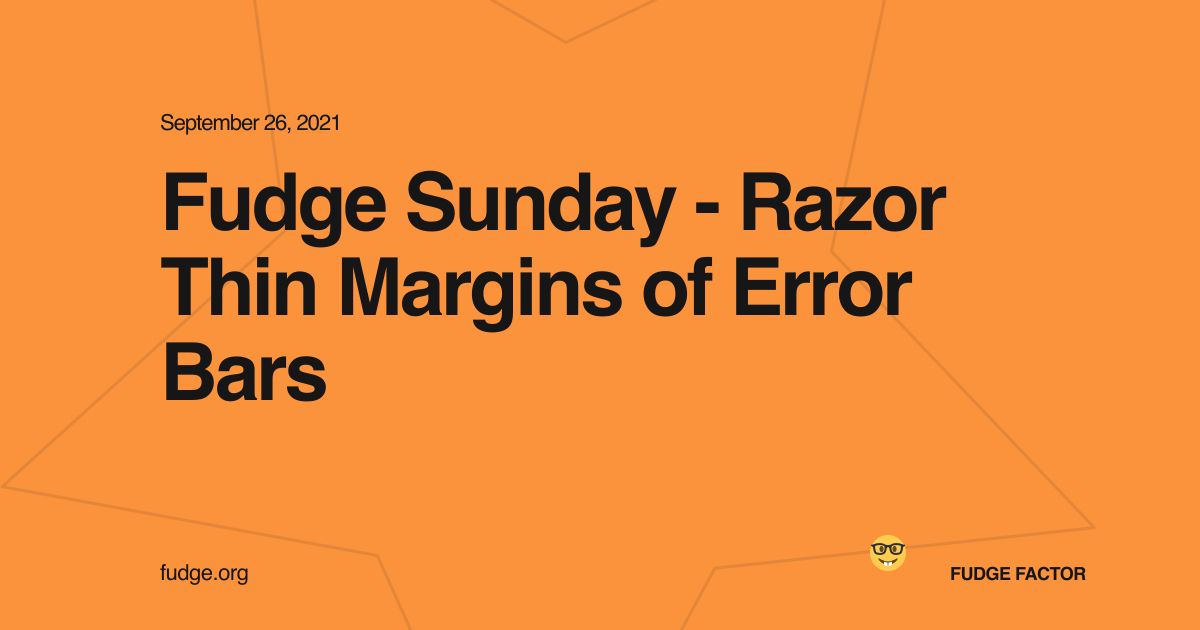 September 26, 2021
Fudge Sunday - Razor
Thin Margins of Error
Bars
fudge.org
FUDGE FACTOR